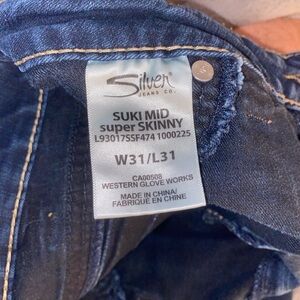 Silver
JEANS CO.
SUKI MID
super SKINNY
L93017SSF474 1000225
W31/L31
CA00508
WESTERN GLOVE WORKS
MADE IN CHINA/
FABRIQUE EN CHINE